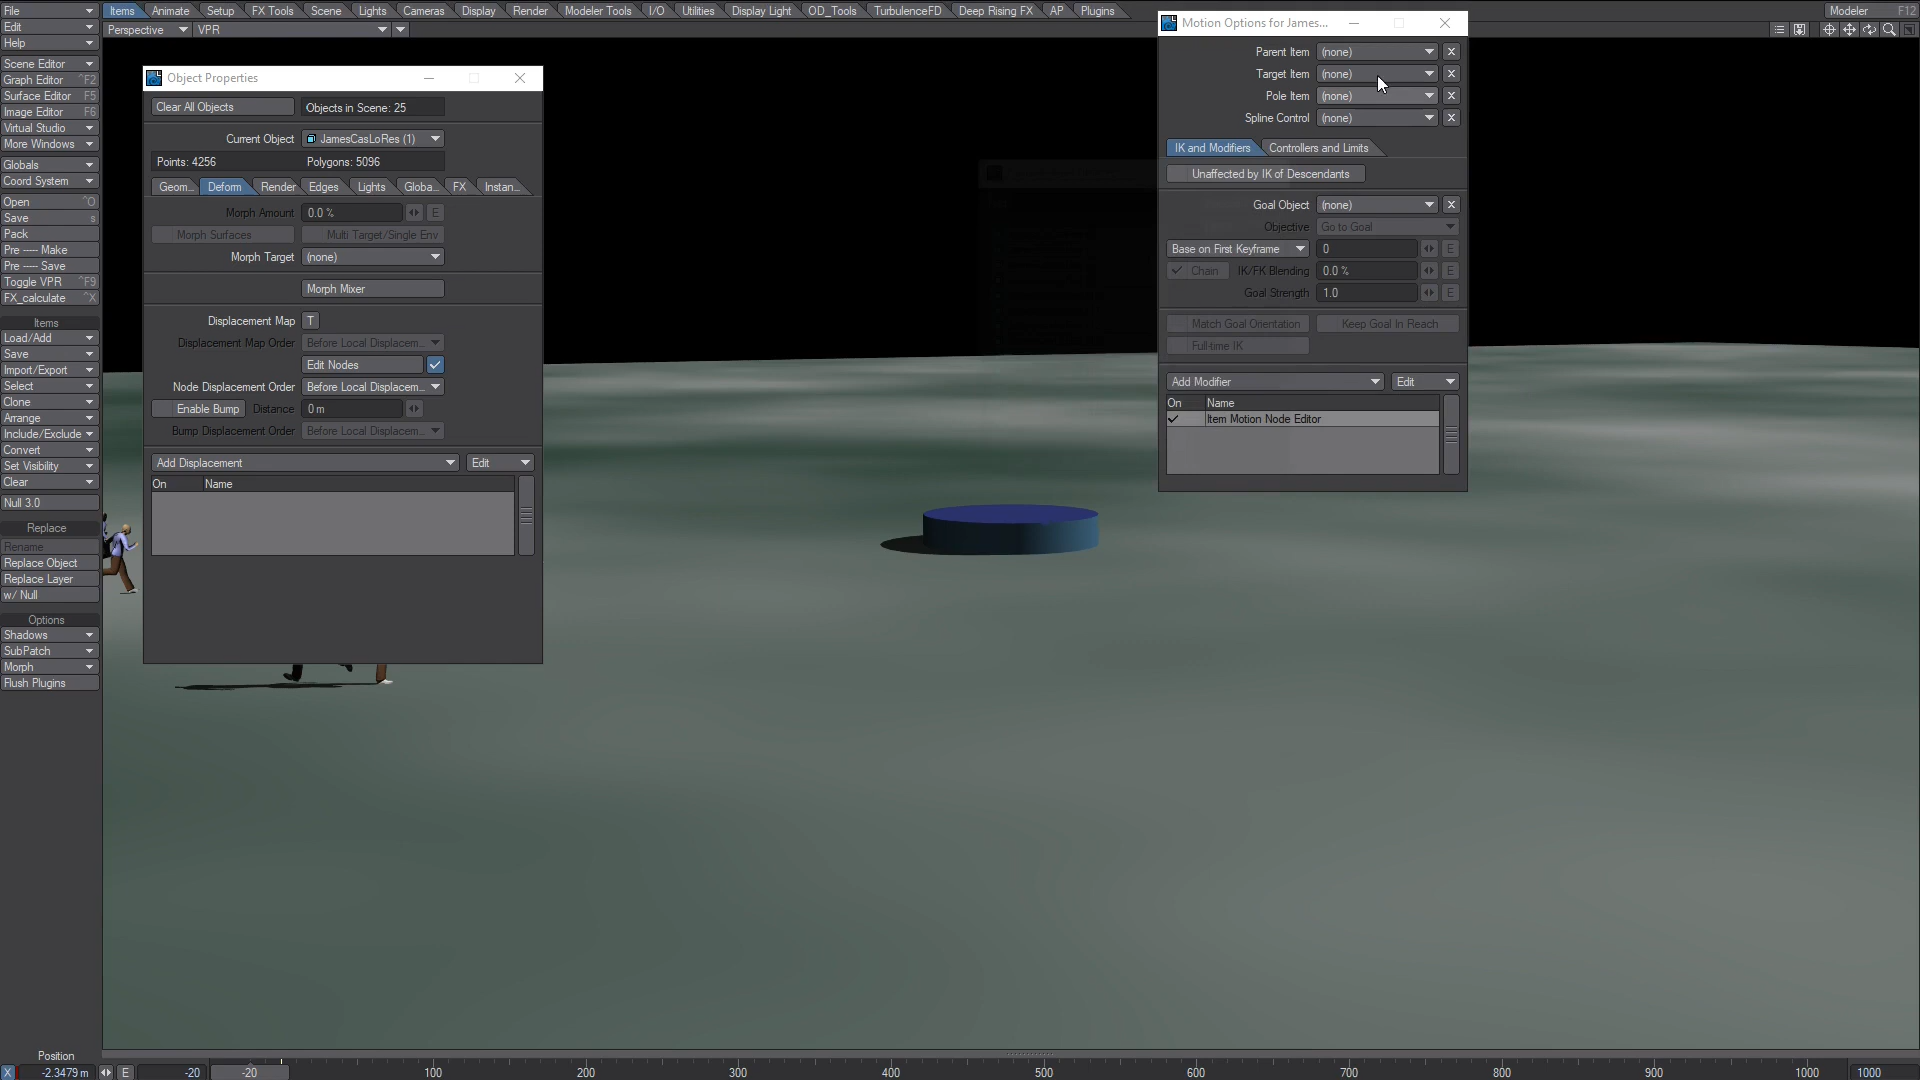 File
Items
Animate
Setup
FX Tools
Scene
Lights
Cameras
Display
Render
Modeler Tools
I/O
Utilities
Display Light
OD_Tools
TurbulenceFD
Deep Rising FX
AP
Plugins
Modeler F12
Edit
Perspective
VPR
Help
Scene Editor
Graph Editor ^F2
Surface Editor F5
Image Editor F6
Virtual Studio
More Windows
Globals
Coord System
Open ^O
Save s
Pack
Pre ---- Make
Pre ---- Save
Toggle VPR ^F9
FX_calculate ^X
Items
Load/Add
Save
Import/Export
Select
Clone
Arrange
Include/Exclude
Convert
Set Visibility
Clear
Null 3.0
Replace
Rename
Replace Object
Replace Layer
w/ Null
Options
Shadows
SubPatch
Morph
Flush Plugins
Object Properties
Clear All Objects
Objects in Scene: 25
Current Object JamesCasLoRes (1)
Points: 4256
Polygons: 5096
Geom...
Deform
Render
Edges
Lights
Globa...
FX
Instan...
Morph Amount 0.0 % E
Morph Surfaces
Multi Target/Single Env
Morph Target (none)
Morph Mixer
Displacement Map T
Displacement Map Order Before Local Displacem...
Edit Nodes
Node Displacement Order Before Local Displacem...
Enable Bump Distance 0 m
Bump Displacement Order Before Local Displacem...
Add Displacement
Edit
On Name
Motion Options for James...
Parent Item (none) X
Target Item (none) X
Pole Item (none) X
Spline Control (none) X
IK and Modifiers
Controllers and Limits
Unaffected by IK of Descendants
Goal Object (none) X
Objective Go to Goal
Base on First Keyframe 0 E
Chain IK/FK Blending 0.0 % E
Goal Strength 1.0 E
Match Goal Orientation
Keep Goal In Reach
Full-time IK
Add Modifier
Edit
On Name
Item Motion Node Editor
Position
X -2.3479 m E -20 -20 100 200 300 400 500 600 700 800 900 1000 1000